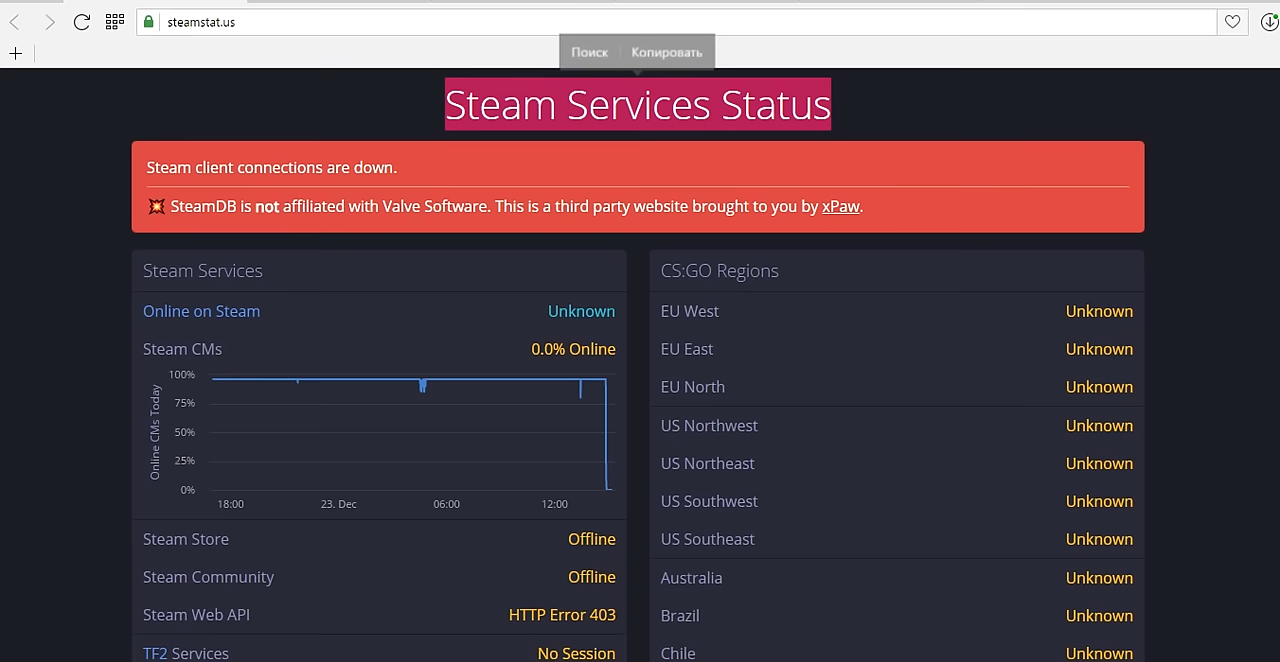 steamstat.us
Поиск Копировать
Steam Services Status
Steam client connections are down.
SteamDB is not affiliated with Valve Software. This is a third party website brought to you by xPaw.
Steam Services
Online on Steam Unknown
Steam CMs 0.0% Online
Online CMs Today
100%
75%
50%
25%
0%
18:00 23. Dec 06:00 12:00
Steam Store Offline
Steam Community Offline
Steam Web API HTTP Error 403
TF2 Services No Session
CS:GO Regions
EU West Unknown
EU East Unknown
EU North Unknown
US Northwest Unknown
US Northeast Unknown
US Southwest Unknown
US Southeast Unknown
Australia Unknown
Brazil Unknown
Chile Unknown